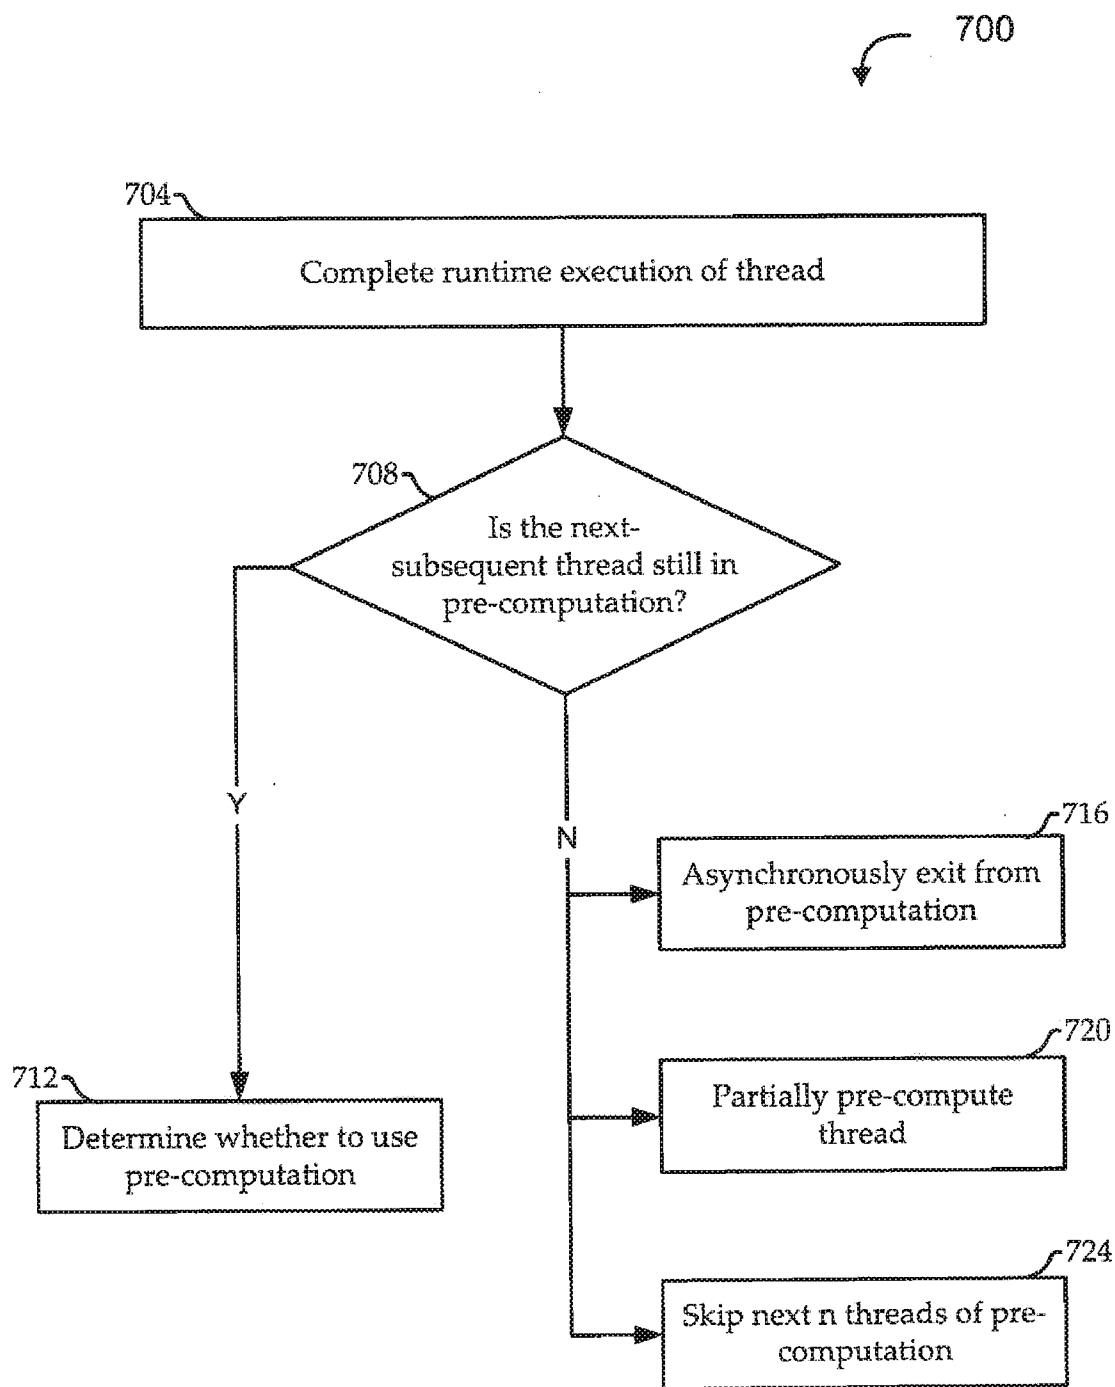 700
704
Complete runtime execution of thread
708
Is the next-
subsequent thread still in
pre-computation?
Y
N
716
Asynchronously exit from
pre-computation
720
Partially pre-compute
thread
712
Determine whether to use
pre-computation
724
Skip next n threads of pre-
computation